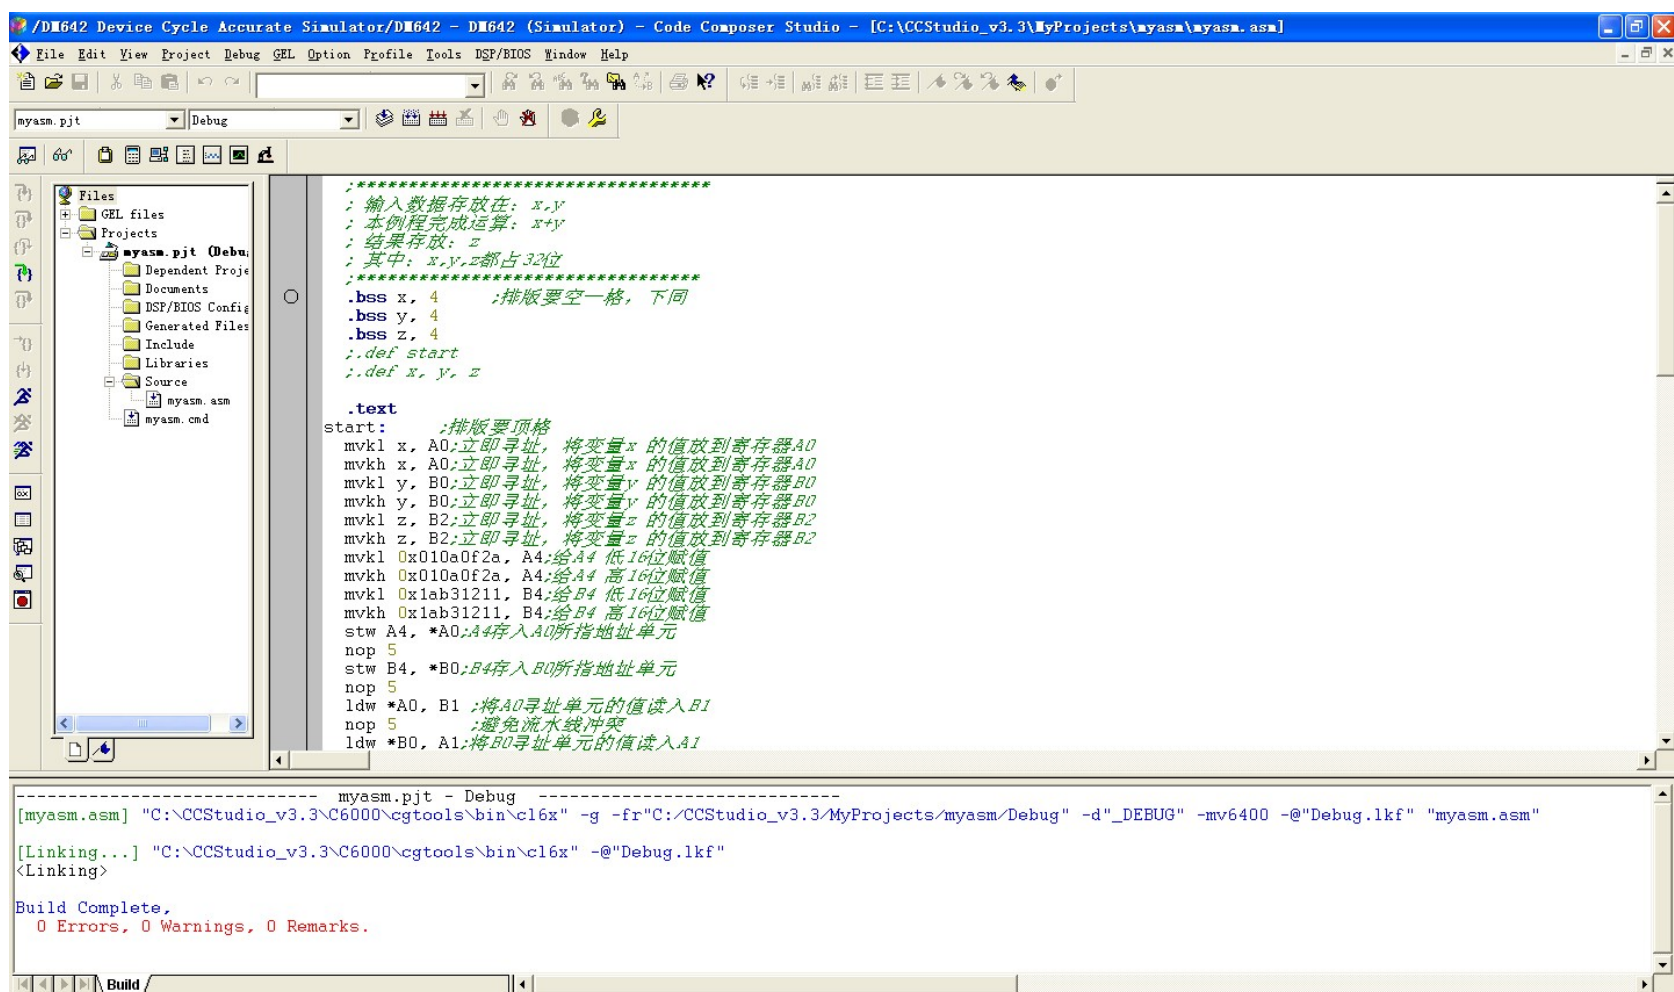 /DM642 Device Cycle Accurate Simulator/DM642 - DM642 (Simulator) - Code Composer Studio - [C:\CCStudio_v3.3\MyProjects\myasm\myasm.asm]
File Edit View Project Debug GEL Option Profile Tools DSP/BIOS Window Help
myasm.pjt Debug
Files
GEL files
Projects
myasm.pjt (Debu
Dependent Proje
Documents
DSP/BIOS Config
Generated Files
Include
Libraries
Source
myasm.asm
myasm.cmd
;**********************************
; 输入数据存放在: x,y
; 本例程完成运算: x+y
; 结果存放: z
; 其中: x,y,z都占32位
;*********************************
.bss x, 4 ;排版要空一格, 下同
.bss y, 4
.bss z, 4
;.def start
;.def x, y, z
.text
start: ;排版要顶格
mvkl x, A0;立即寻址, 将变量x 的值放到寄存器A0
mvkh x, A0;立即寻址, 将变量x 的值放到寄存器A0
mvkl y, B0;立即寻址, 将变量y 的值放到寄存器B0
mvkh y, B0;立即寻址, 将变量y 的值放到寄存器B0
mvkl z, B2;立即寻址, 将变量z 的值放到寄存器B2
mvkh z, B2;立即寻址, 将变量z 的值放到寄存器B2
mvkl 0x010a0f2a, A4;给A4 低16位赋值
mvkh 0x010a0f2a, A4;给A4 高16位赋值
mvkl 0x1ab31211, B4;给B4 低16位赋值
mvkh 0x1ab31211, B4;给B4 高16位赋值
stw A4, *A0;A4存入A0所指地址单元
nop 5
stw B4, *B0;B4存入B0所指地址单元
nop 5
ldw *A0, B1 ;将A0寻址单元的值读入B1
nop 5 ;避免流水线冲突
ldw *B0, A1;将B0寻址单元的值读入A1
----------------------------- myasm.pjt - Debug -----------------------------
[myasm.asm] "C:\CCStudio_v3.3\C6000\cgtools\bin\cl6x" -g -fr"C:/CCStudio_v3.3/MyProjects/myasm/Debug" -d"_DEBUG" -mv6400 -@"Debug.lkf" "myasm.asm"
[Linking...] "C:\CCStudio_v3.3\C6000\cgtools\bin\cl6x" -@"Debug.lkf"
<Linking>
Build Complete,
0 Errors, 0 Warnings, 0 Remarks.
Build